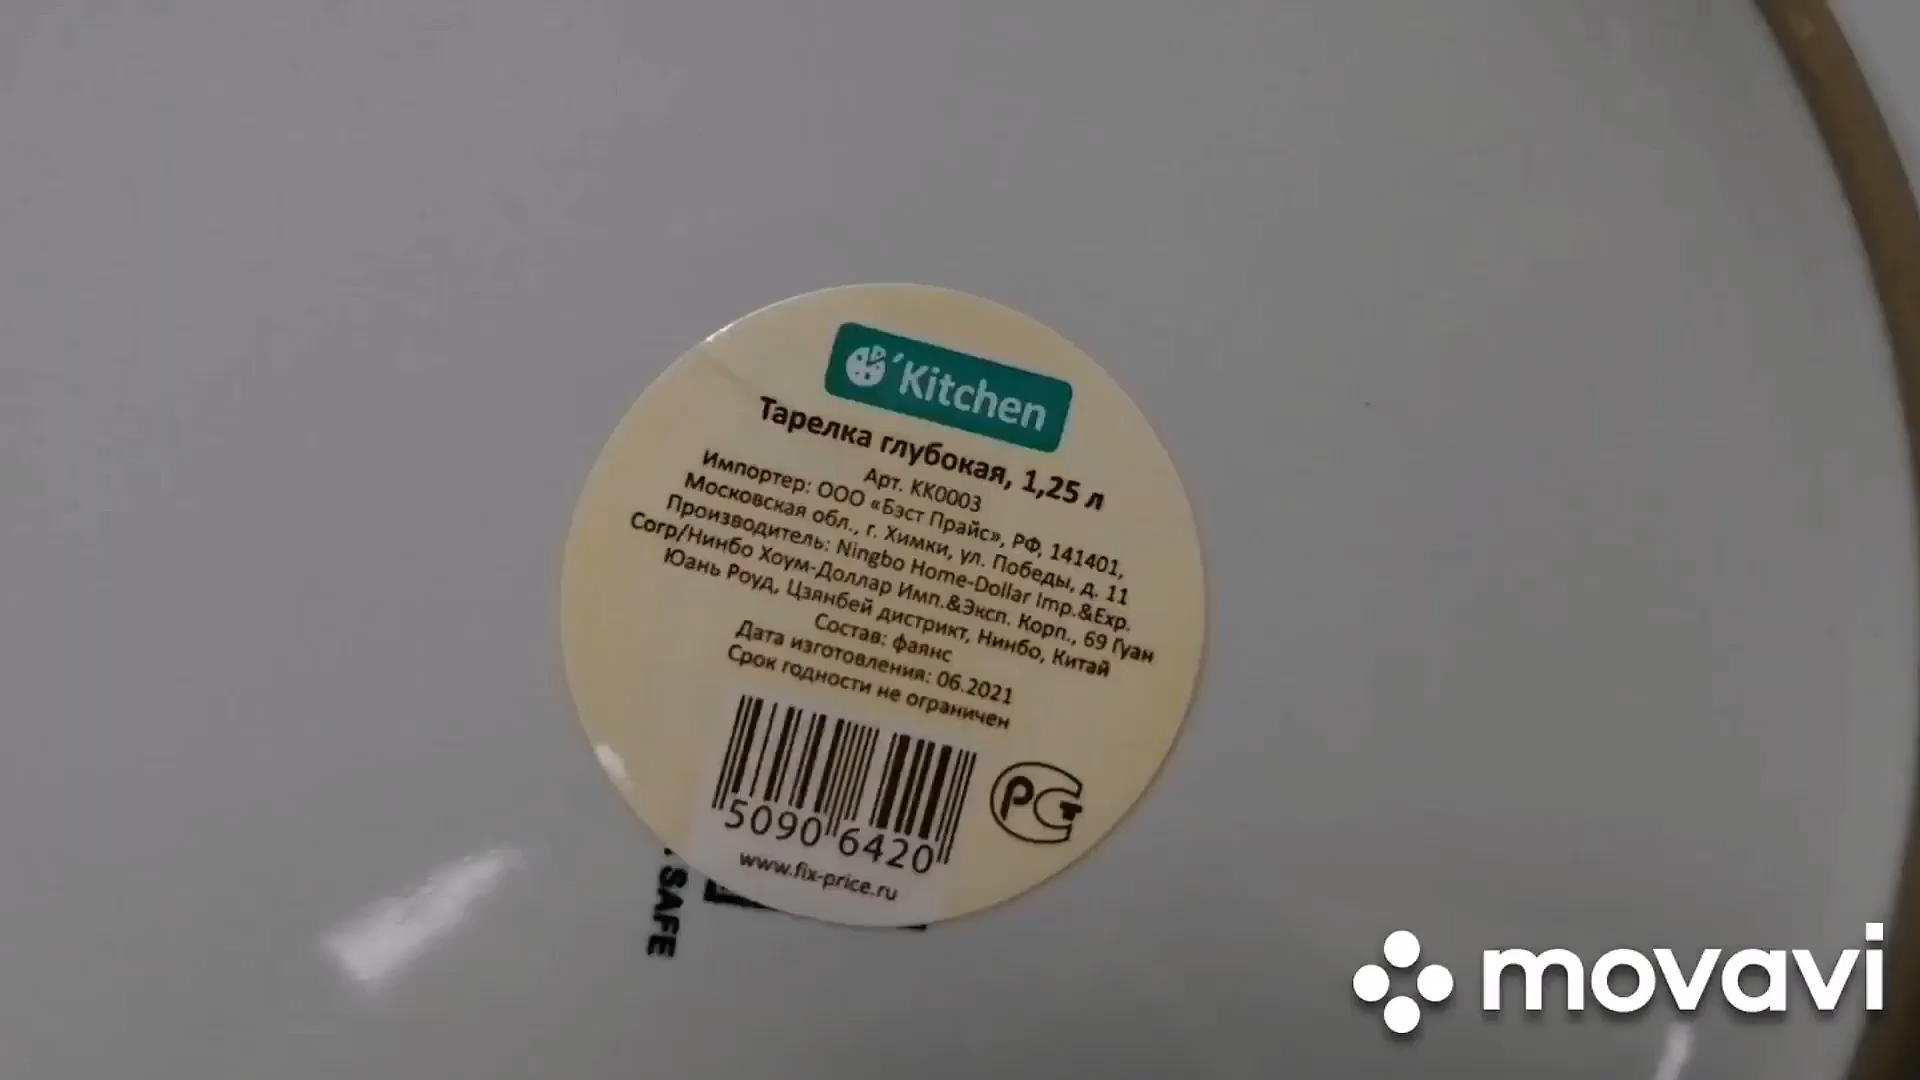 D'Kitchen
Тарелка глубокая, 1,25 л
Арт. КК0003
Импортер: ООО «Бэст Прайс», РФ, 141401,
Московская обл., г. Химки, ул. Победы, д. 11
Производитель: Ningbo Home-Dollar Imp.&Exp.
Corp/Нинбо Хоум-Доллар Имп.&Эксп. Корп., 69 Гуан
Юань Роуд, Цзянбей дистрикт, Нинбо, Китай
Состав: фаянс
Дата изготовления: 06.2021
Срок годности не ограничен
5090 6420
РСТ
www.fix-price.ru
SAFE
movavi